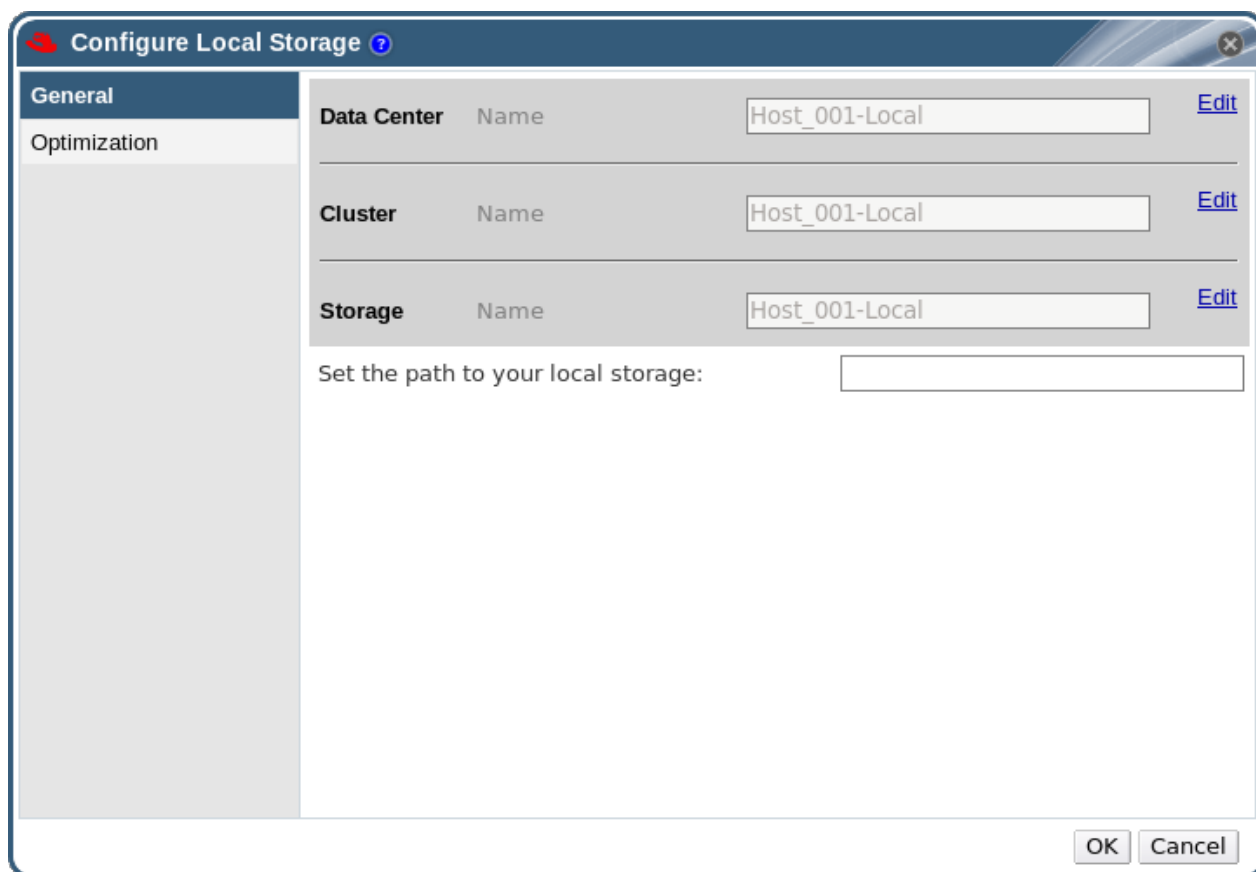 Configure Local Storage ?
General
Optimization
Data Center Name Host_001-Local Edit
Cluster Name Host_001-Local Edit
Storage Name Host_001-Local Edit
Set the path to your local storage:
OK Cancel